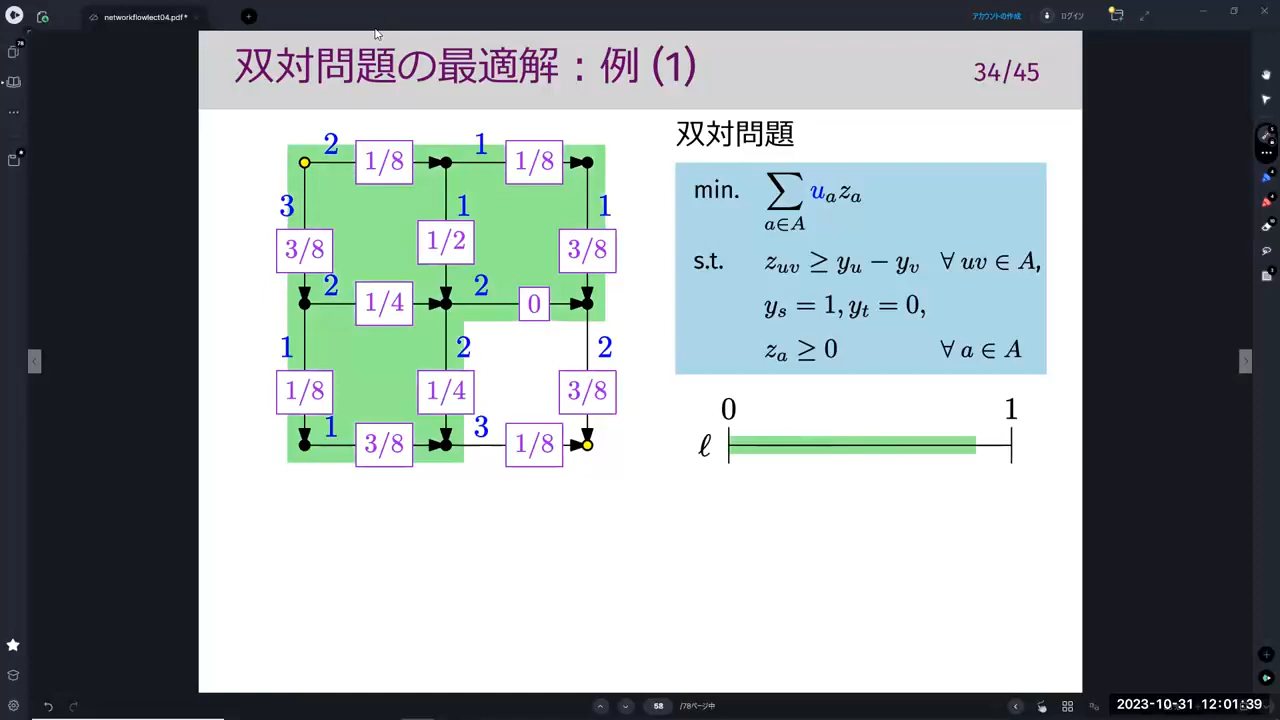 networkflowlect04.pdf*
アカウントの作成
ログイン
双対問題の最適解：例 (1)
34/45
双対問題
2 1/8 1 1/8
3 1 1
3/8 1/2 3/8
2 1/4 2 0
1 2 2
1/8 1/4 3/8
1 3/8 3 1/8
min. ∑ u_a z_a
a∈A
s.t. z_uv ≥ y_u − y_v ∀ uv ∈ A,
y_s = 1, y_t = 0,
z_a ≥ 0 ∀ a ∈ A
0 1
ℓ
58 /78ページ中
2023-10-31 12:01:39